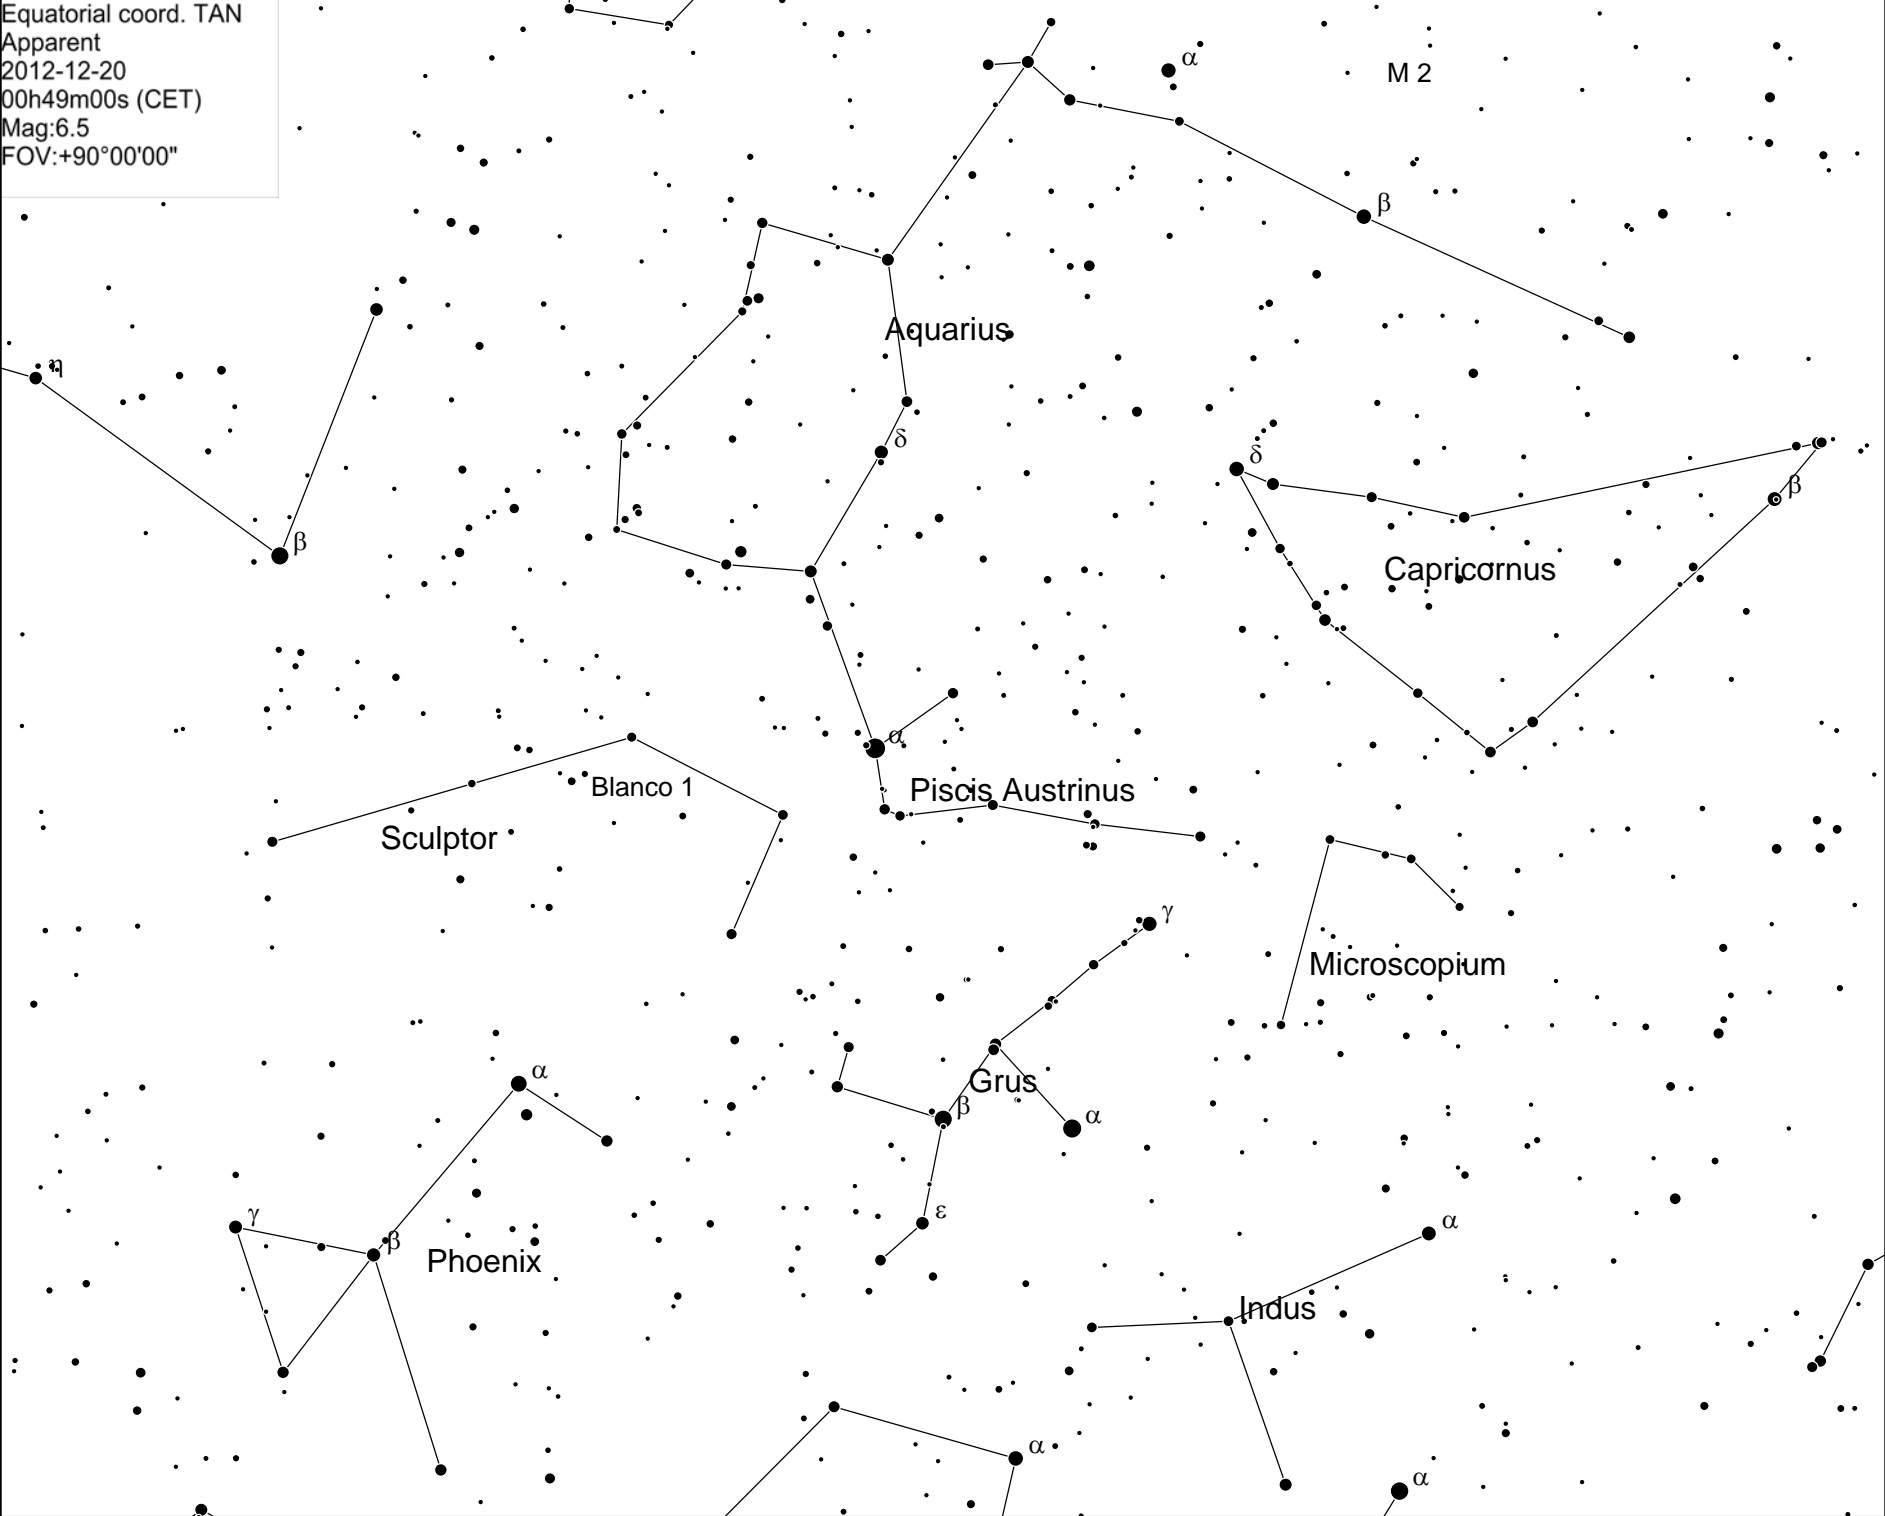 Equatorial coord. TAN
Apparent
2012-12-20
00h49m00s (CET)
Mag:6.5
FOV:+90°00'00"
α
M 2
β
Aquarius
η
δ
δ
β
β
Capricornus
α
Blanco 1
Piscis Austrinus
Sculptor
γ
Microscopium
α
Grus
β
α
γ
β
ε
α
Phoenix
Indus
α
α